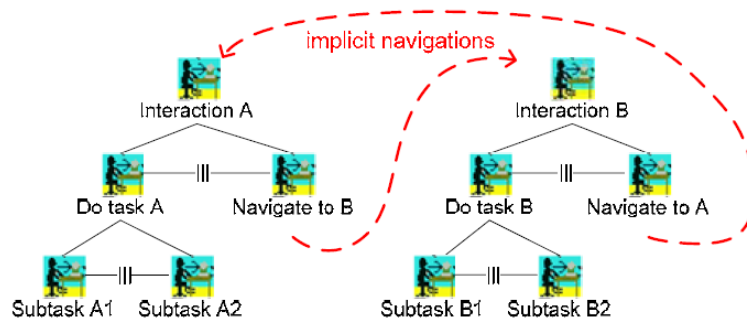 implicit navigations
Interaction A
Interaction B
|||
|||
Do task A
Navigate to B
Do task B
Navigate to A
|||
|||
Subtask A1
Subtask A2
Subtask B1
Subtask B2